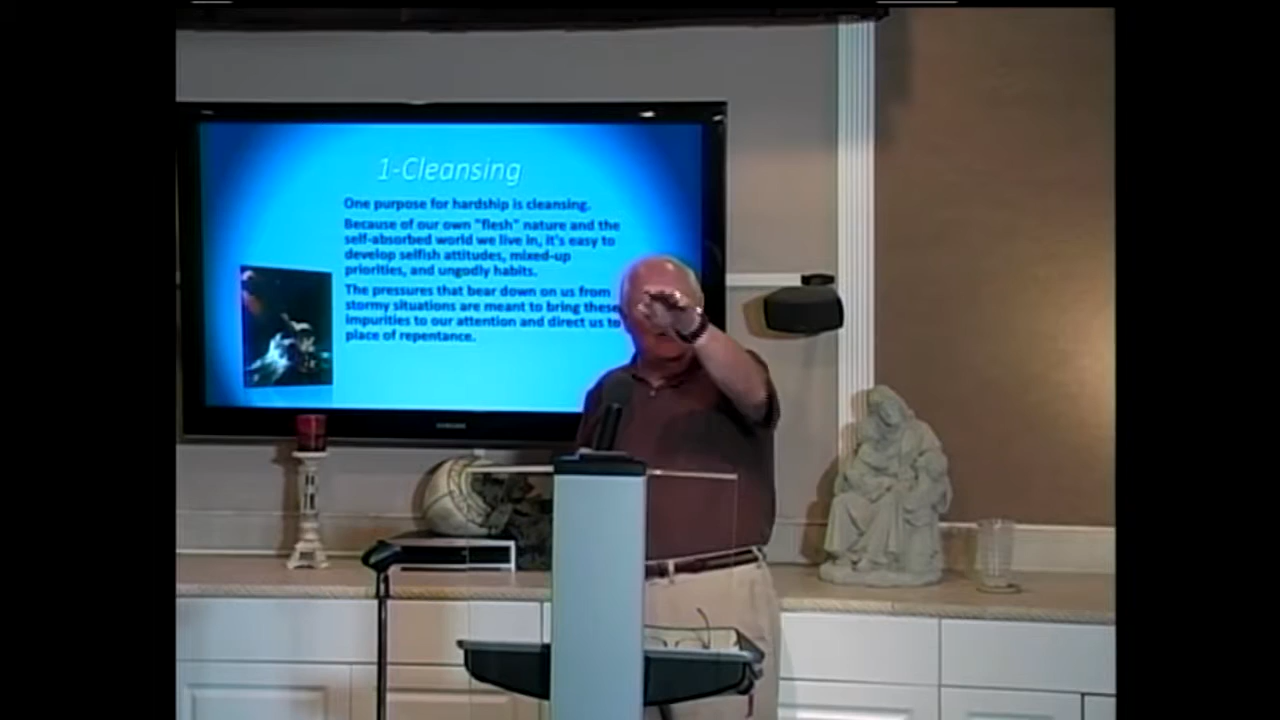 1-Cleansing
One purpose for hardship is cleansing.
Because of our own "flesh" nature and the
self-absorbed world we live in, it's easy to
develop selfish attitudes, mixed-up
priorities, and ungodly habits.
The pressures that bear down on us from
stormy situations are meant to bring these
impurities to our attention and direct us to
place of repentance.
SAMSUNG